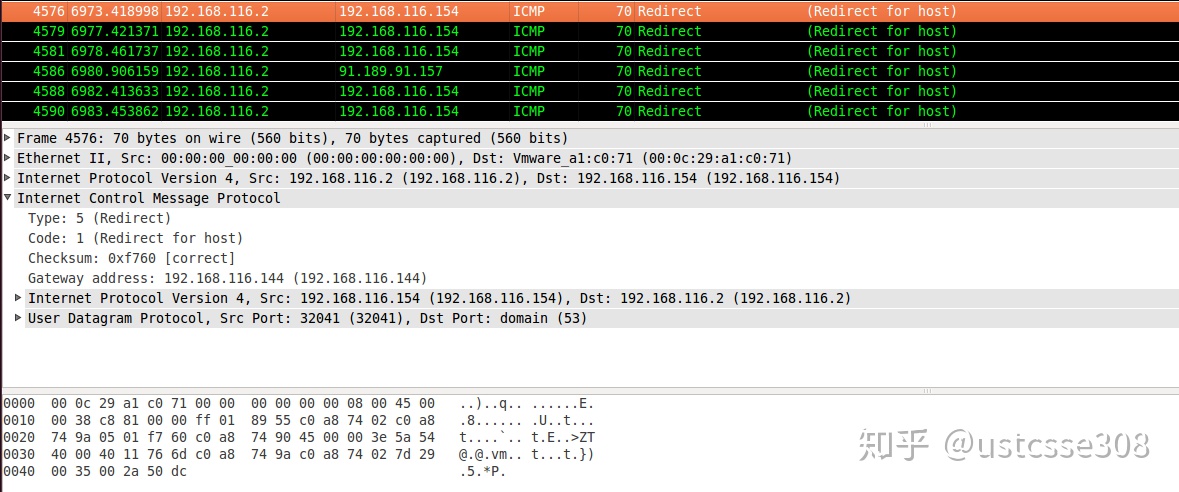 4576 6973.418998 192.168.116.2 192.168.116.154 ICMP 70 Redirect (Redirect for host)
4579 6977.421371 192.168.116.2 192.168.116.154 ICMP 70 Redirect (Redirect for host)
4581 6978.461737 192.168.116.2 192.168.116.154 ICMP 70 Redirect (Redirect for host)
4586 6980.906159 192.168.116.2 91.189.91.157 ICMP 70 Redirect (Redirect for host)
4588 6982.413633 192.168.116.2 192.168.116.154 ICMP 70 Redirect (Redirect for host)
4590 6983.453862 192.168.116.2 192.168.116.154 ICMP 70 Redirect (Redirect for host)
Frame 4576: 70 bytes on wire (560 bits), 70 bytes captured (560 bits)
Ethernet II, Src: 00:00:00_00:00:00 (00:00:00:00:00:00), Dst: Vmware_a1:c0:71 (00:0c:29:a1:c0:71)
Internet Protocol Version 4, Src: 192.168.116.2 (192.168.116.2), Dst: 192.168.116.154 (192.168.116.154)
Internet Control Message Protocol
Type: 5 (Redirect)
Code: 1 (Redirect for host)
Checksum: 0xf760 [correct]
Gateway address: 192.168.116.144 (192.168.116.144)
Internet Protocol Version 4, Src: 192.168.116.154 (192.168.116.154), Dst: 192.168.116.2 (192.168.116.2)
User Datagram Protocol, Src Port: 32041 (32041), Dst Port: domain (53)
0000 00 0c 29 a1 c0 71 00 00 00 00 00 00 08 00 45 00 ..)..q.. ......E.
0010 00 38 c8 81 00 00 ff 01 89 55 c0 a8 74 02 c0 a8 .8...... .U..t...
0020 74 9a 05 01 f7 60 c0 a8 74 90 45 00 00 3e 5a 54 t....`.. t.E..>ZT
0030 40 00 40 11 76 6d c0 a8 74 9a c0 a8 74 02 7d 29 @.@.vm.. t...t.})
0040 00 35 00 2a 50 dc .5.*P.
知乎 @ustcsse308